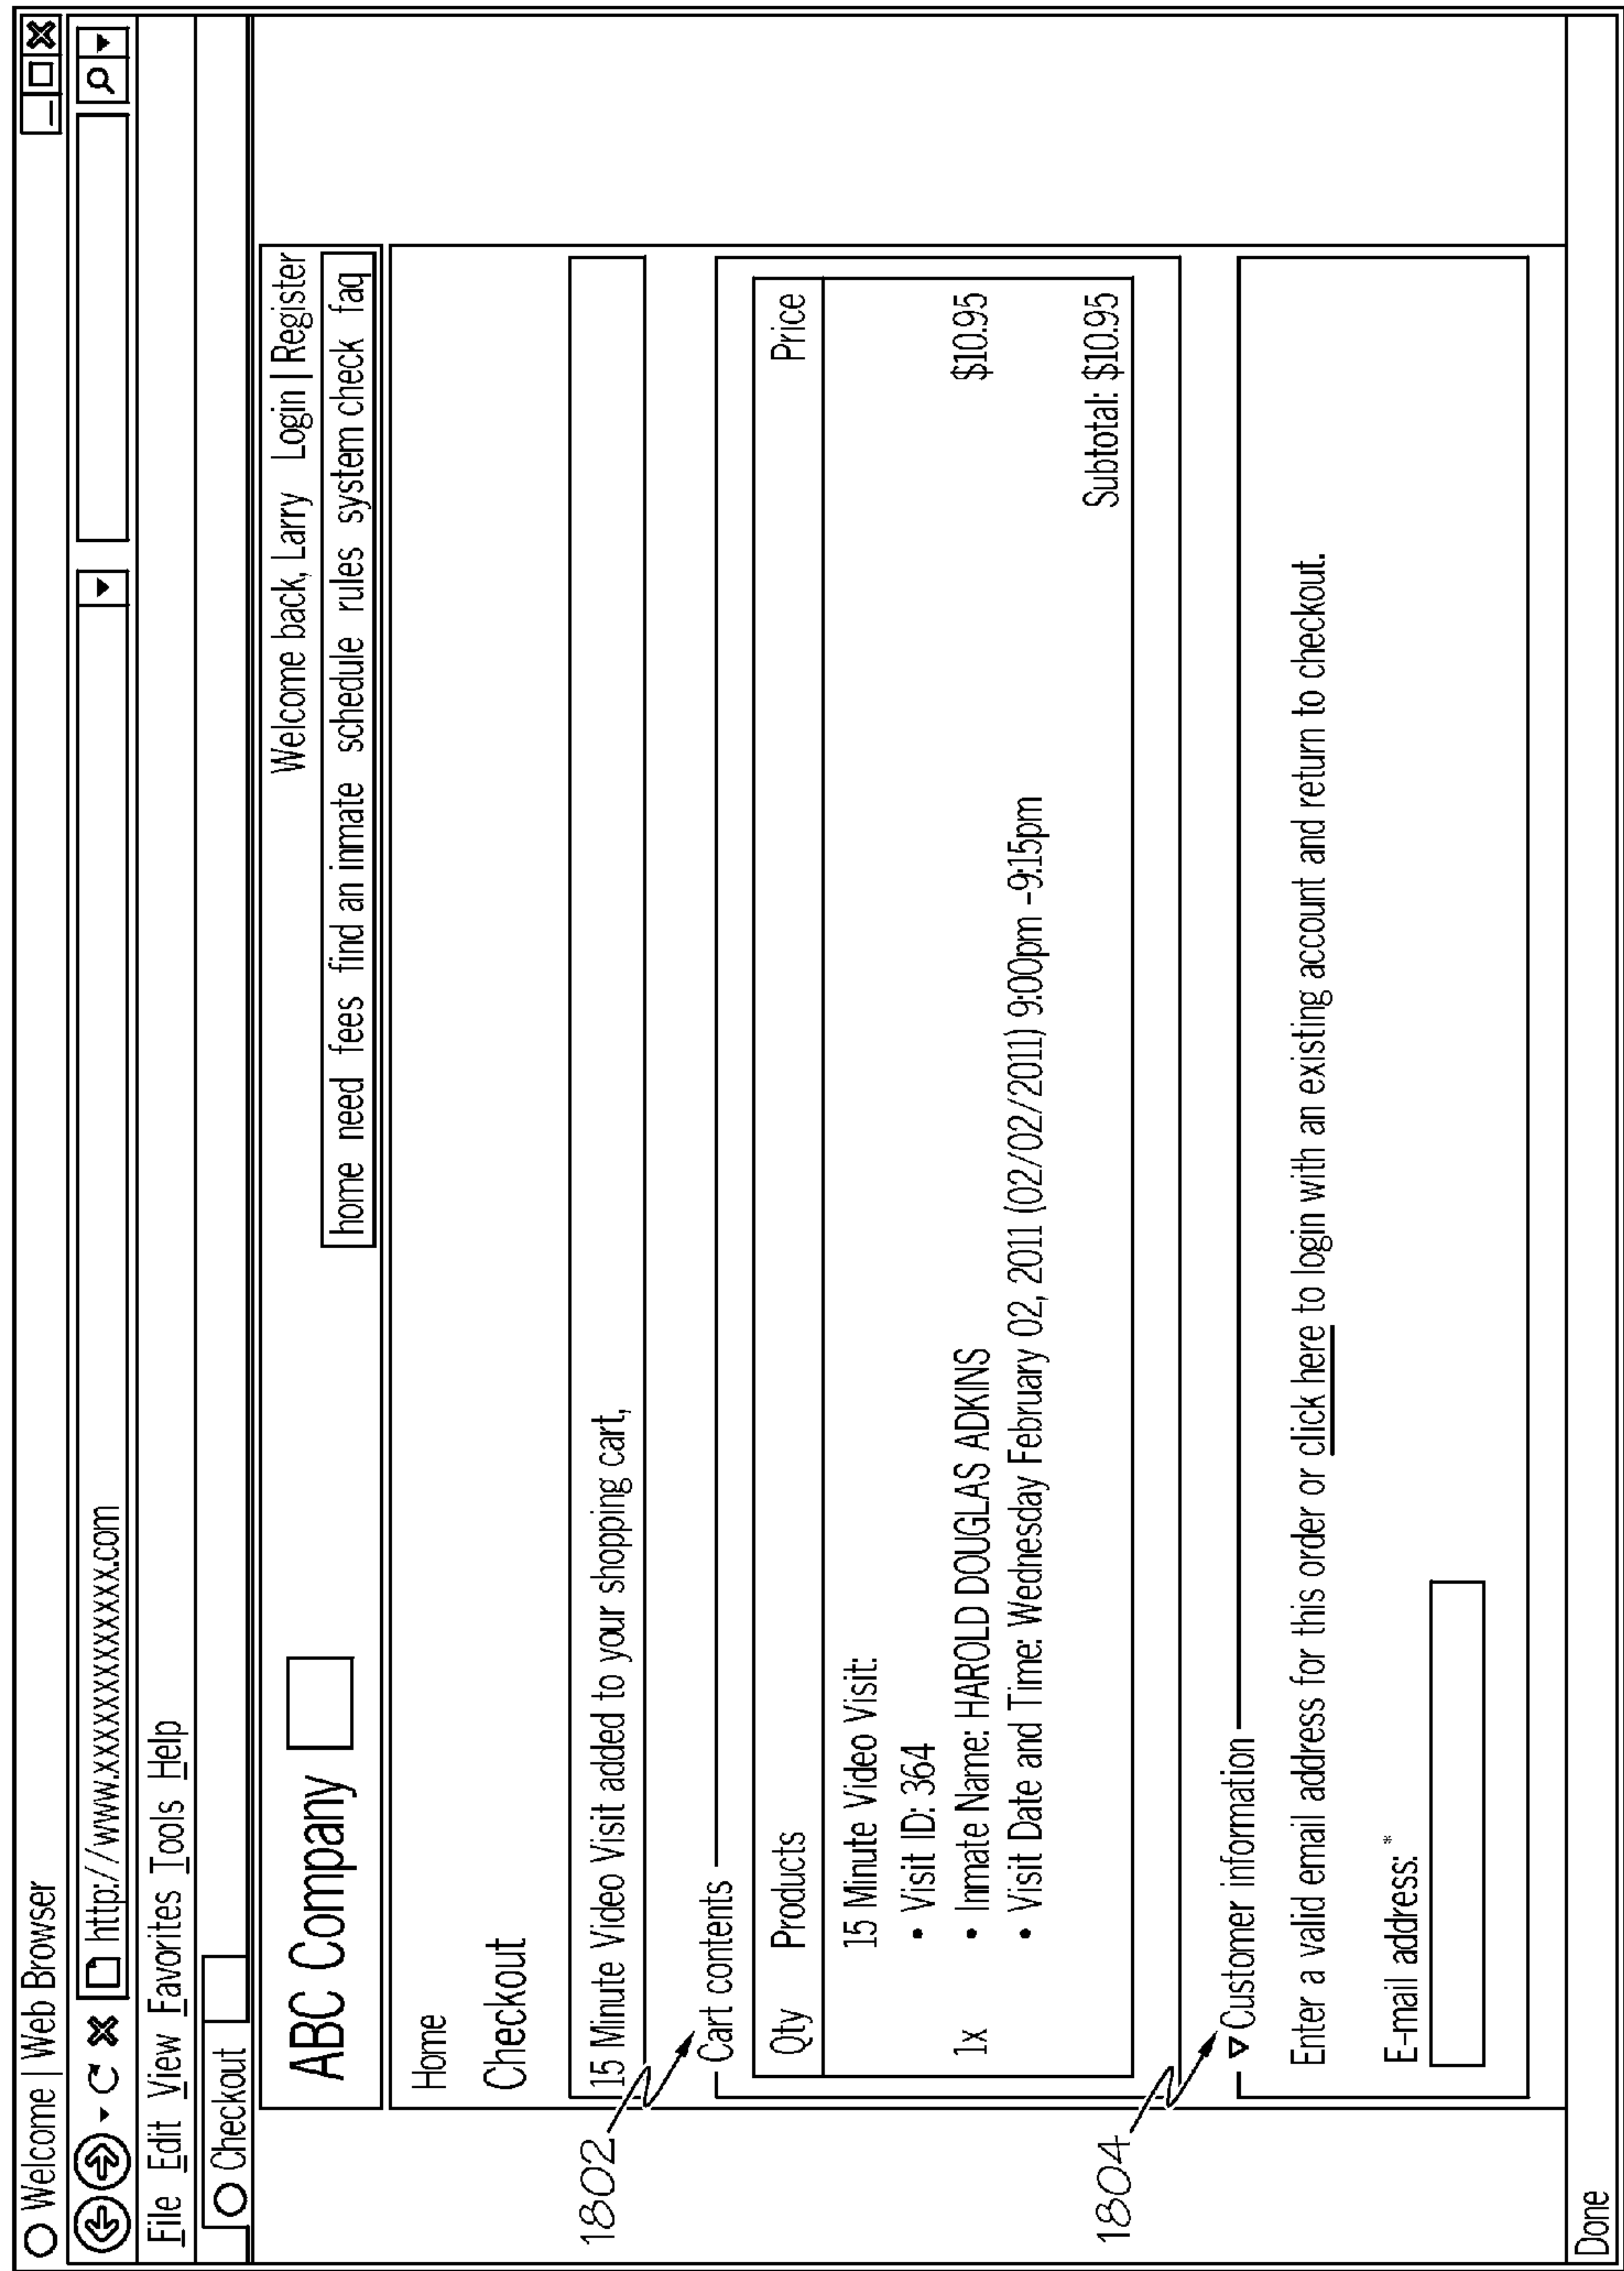 Welcome | Web Browser
http://www.xxxxxxxxxxxxx.com
File Edit View Favorites Tools Help
Checkout
ABC Company
Welcome back, Larry Login | Register
home need fees find an inmate schedule rules system check faq
Home
Checkout
15 Minute Video Visit added to your shopping cart,
1802
Cart contents
Qty Products Price
15 Minute Video Visit:
• Visit ID: 364
1x • Inmate Name: HAROLD DOUGLAS ADKINS $10.95
• Visit Date and Time: Wednesday February 02, 2011 (02/02/2011) 9:00pm -9:15pm
Subtotal: $10.95
1804
Customer information
Enter a valid email address for this order or click here to login with an existing account and return to checkout.
E-mail address:*
Done